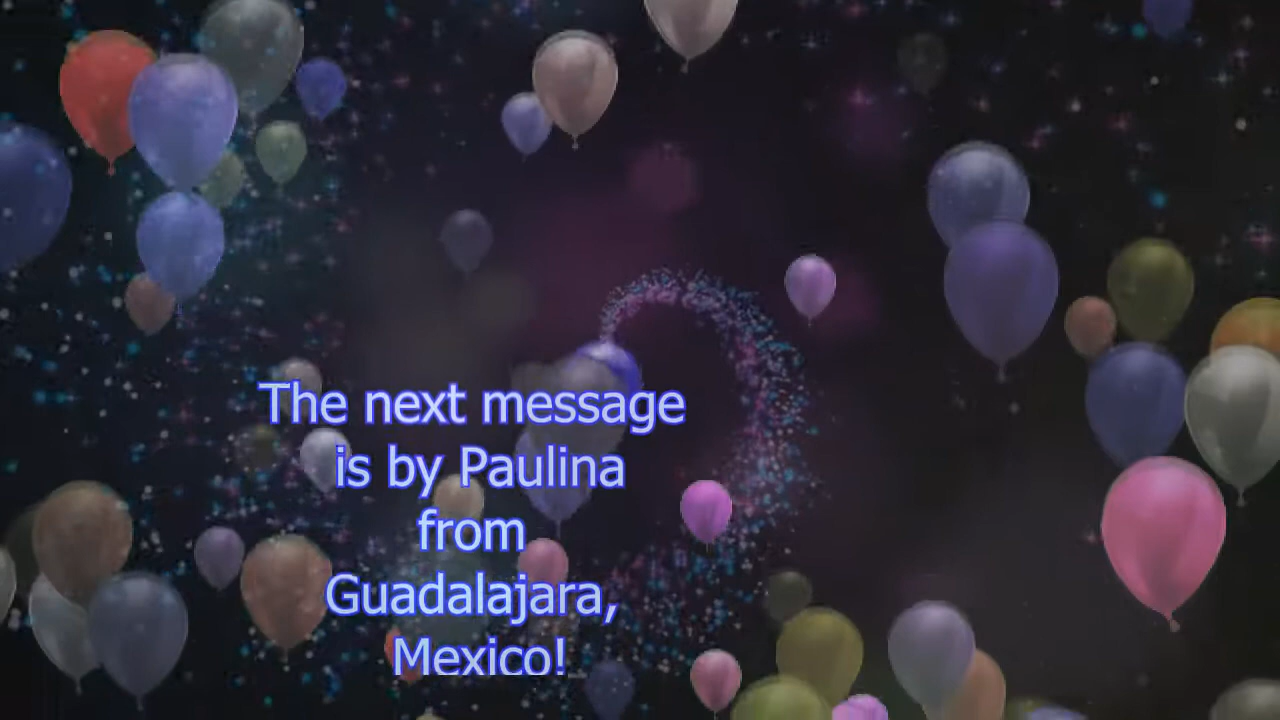 The next message
is by Paulina
from
Guadalajara,
Mexico!